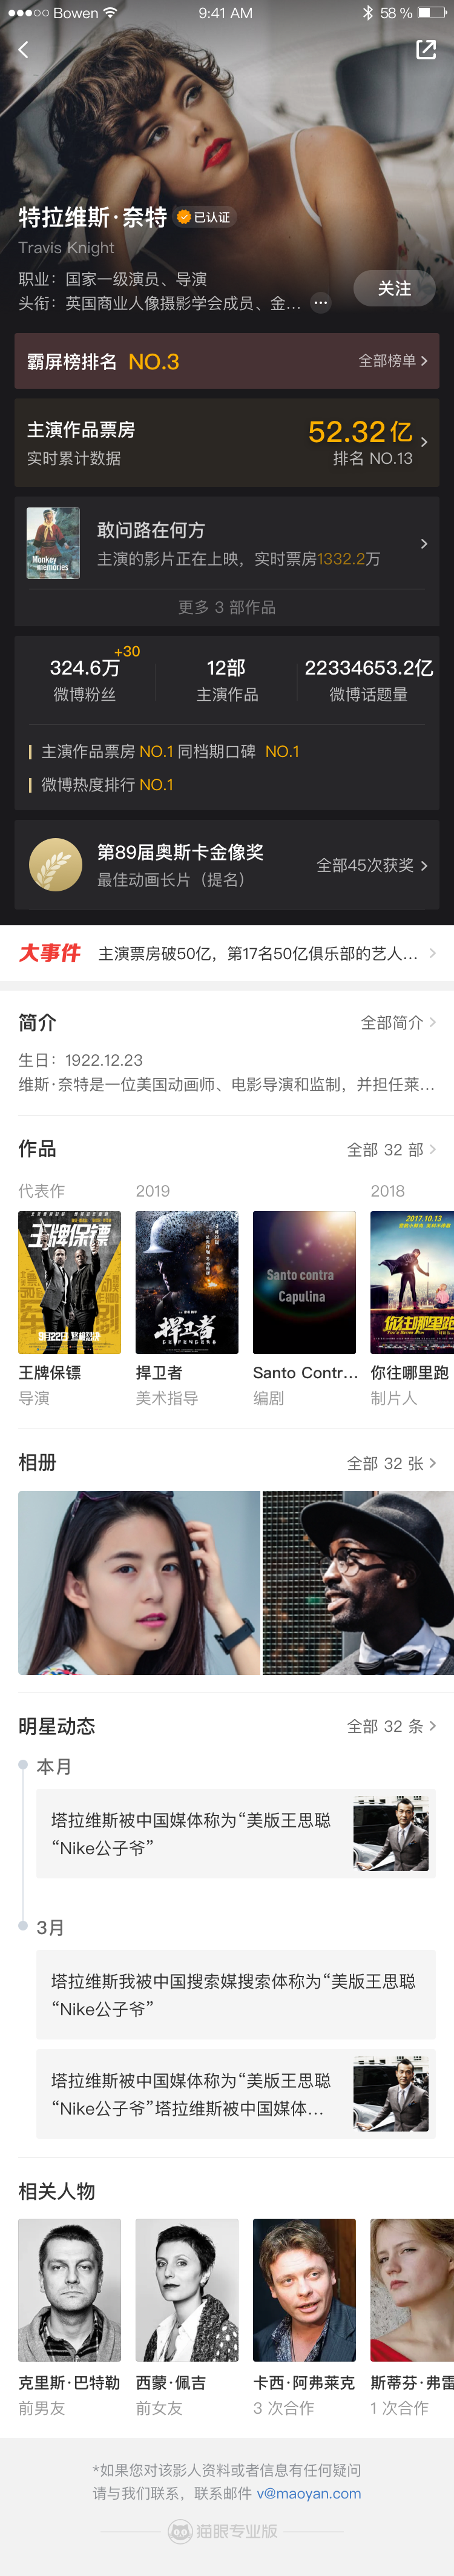 Bowen
9:41 AM
58 %
特拉维斯·奈特
已认证
Travis Knight
职业：国家一级演员、导演
头衔：英国商业人像摄影学会成员、金...
关注
霸屏榜排名 NO.3
全部榜单
主演作品票房
52.32亿
实时累计数据
排名 NO.13
Monkey
memories
敢问路在何方
主演的影片正在上映，实时票房1332.2万
更多 3 部作品
+30
324.6万
12部
22334653.2亿
微博粉丝
主演作品
微博话题量
主演作品票房 NO.1 同档期口碑 NO.1
微博热度排行 NO.1
第89届奥斯卡金像奖
最佳动画长片（提名）
全部45次获奖
大事件
主演票房破50亿，第17名50亿俱乐部的艺人...
简介
全部简介
生日：1922.12.23
维斯·奈特是一位美国动画师、电影导演和监制，并担任莱...
作品
全部 32 部
代表作
2019
2018
王牌保镖
悍卫者
DEFENDERS
Santo contra
Capulina
2017.10.13
你往哪里跑
王牌保镖
捍卫者
Santo Contr...
你往哪里跑
导演
美术指导
编剧
制片人
相册
全部 32 张
明星动态
全部 32 条
本月
塔拉维斯被中国媒体称为“美版王思聪
“Nike公子爷”
3月
塔拉维斯我被中国搜索媒搜索体称为“美版王思聪
“Nike公子爷”
塔拉维斯被中国媒体称为“美版王思聪
“Nike公子爷”塔拉维斯被中国媒体...
相关人物
克里斯·巴特勒
西蒙·佩吉
卡西·阿弗莱克
斯蒂芬·弗雷
前男友
前女友
3 次合作
1 次合作
*如果您对该影人资料或者信息有任何疑问
请与我们联系，联系邮件 v@maoyan.com
猫眼专业版